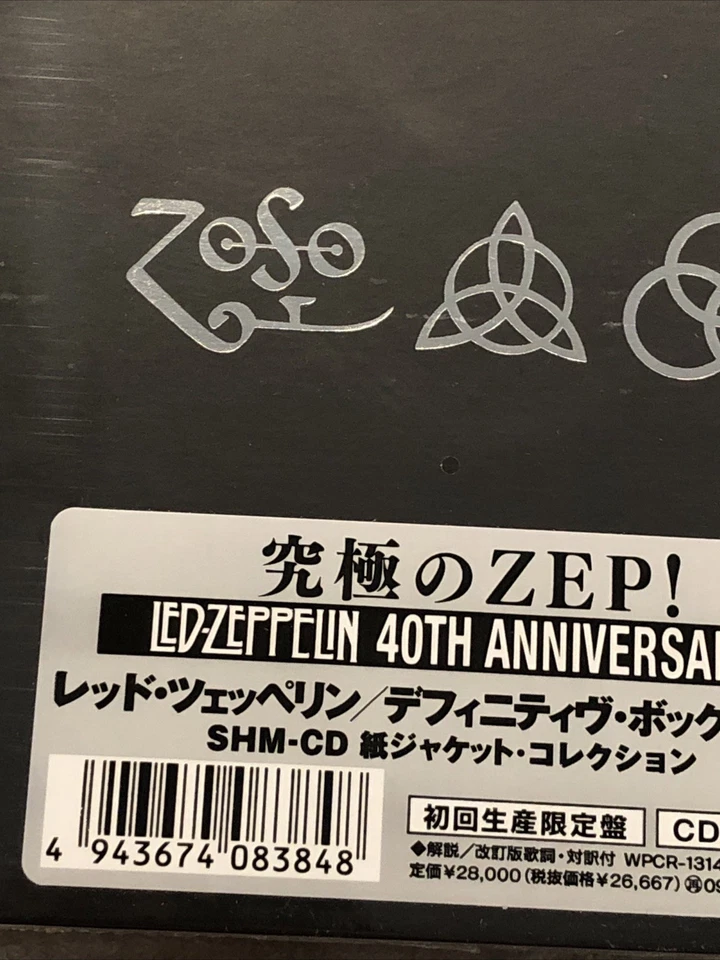 ZoSo
究極のZEP!
LED-ZEPPELIN 40TH ANNIVERSA
レッド・ツェッペリン/デフィニティヴ・ボック
SHM-CD 紙ジャケット・コレクション
初回生産限定盤 CD
◆解説/改訂版歌詞・対訳付 WPCR-1314
定価¥28,000(税抜価格¥26,667)㊢09
4 943674 083848